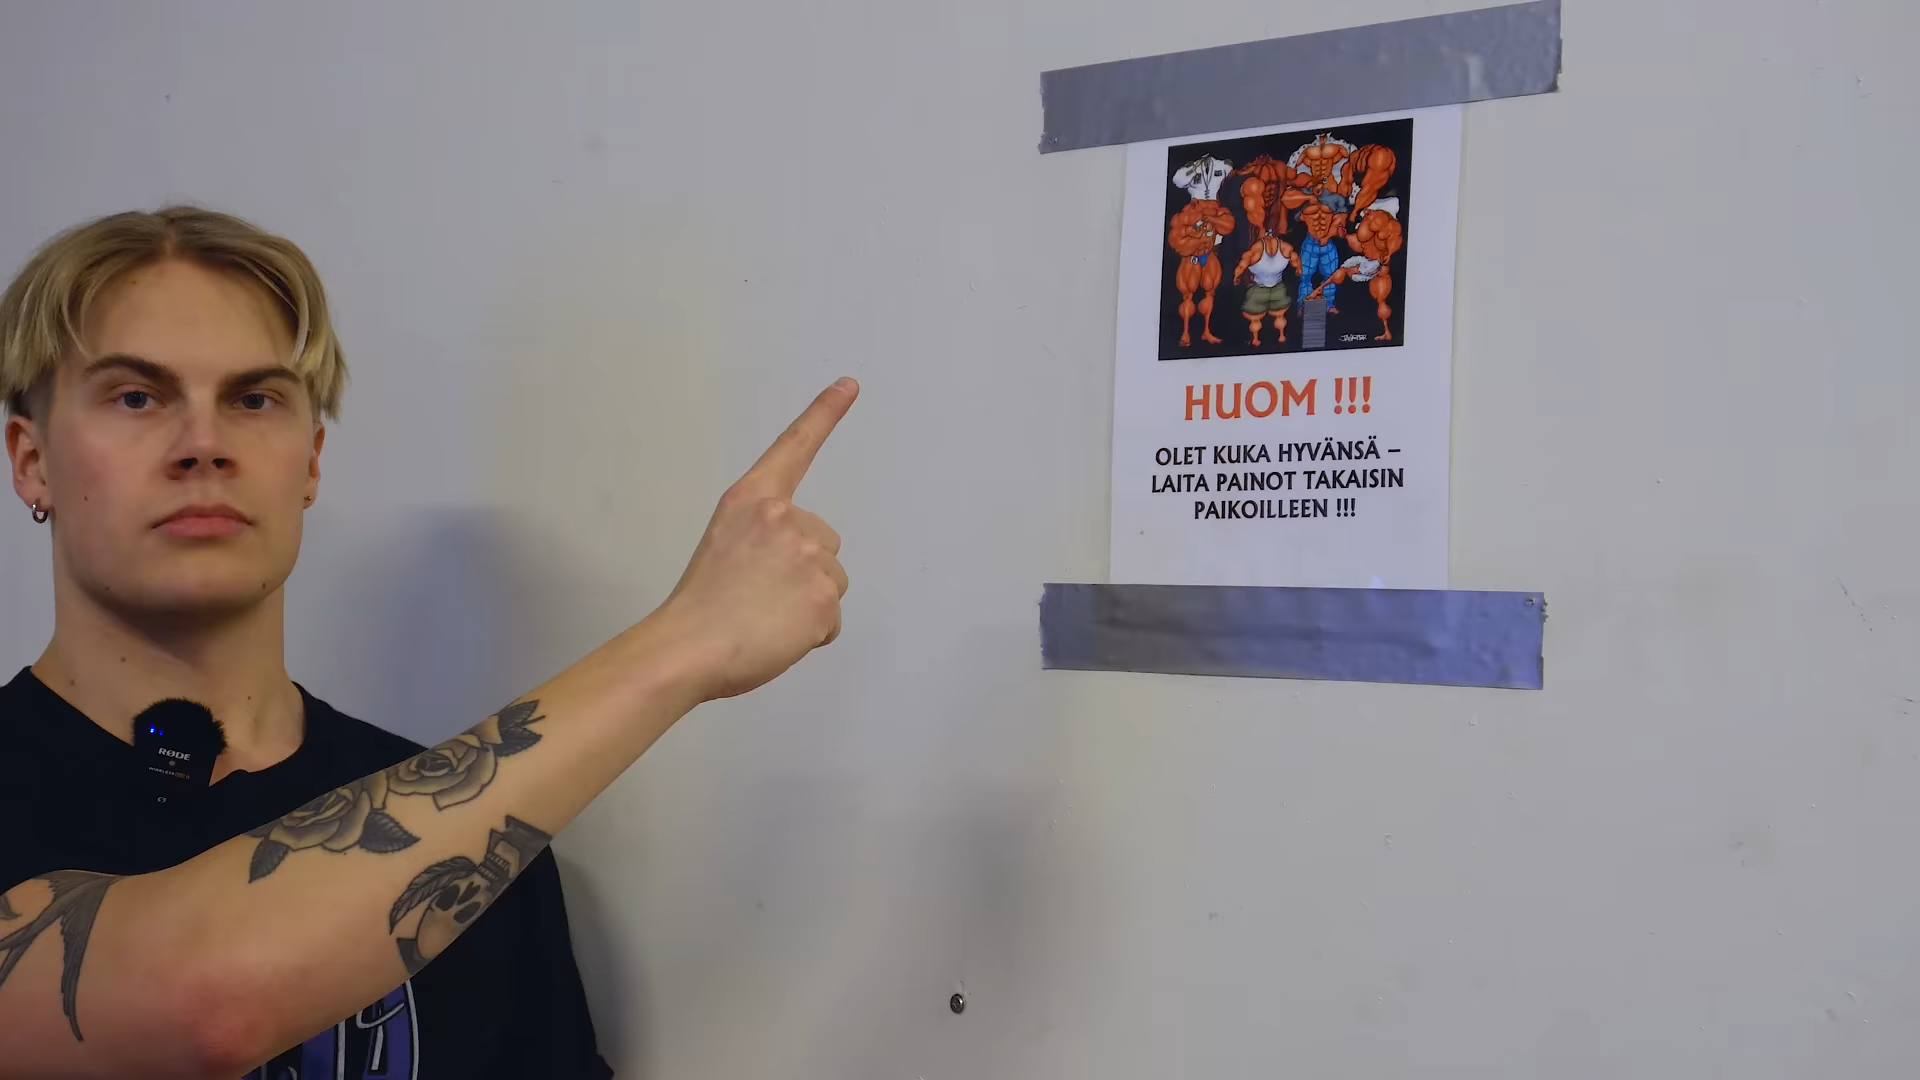 HUOM !!!
OLET KUKA HYVÄNSÄ –
LAITA PAINOT TAKAISIN
PAIKOILLEEN !!!
RØDE